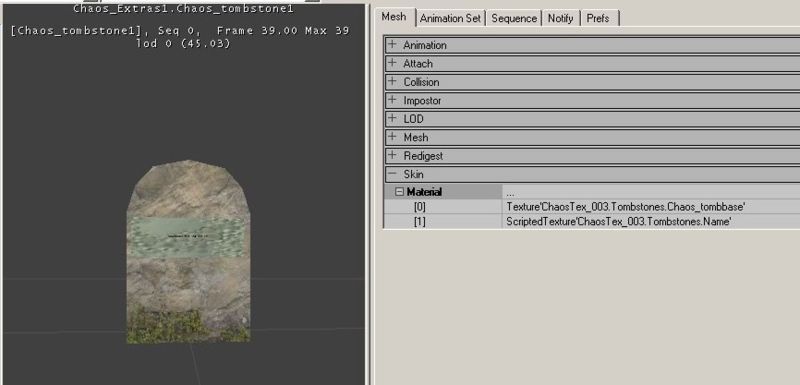 Chaos_Extras1.Chaos_tombstone1
[Chaos_tombstone1], Seq 0, Frame 39.00 Max 39
lod 0 (45.03)
Mesh Animation Set Sequence Notify Prefs
Animation
Attach
Collision
Impostor
LOD
Mesh
Redigest
Skin
Material ...
[0] Texture'ChaosTex_003.Tombstones.Chaos_tombbase'
[1] ScriptedTexture'ChaosTex_003.Tombstones.Name'